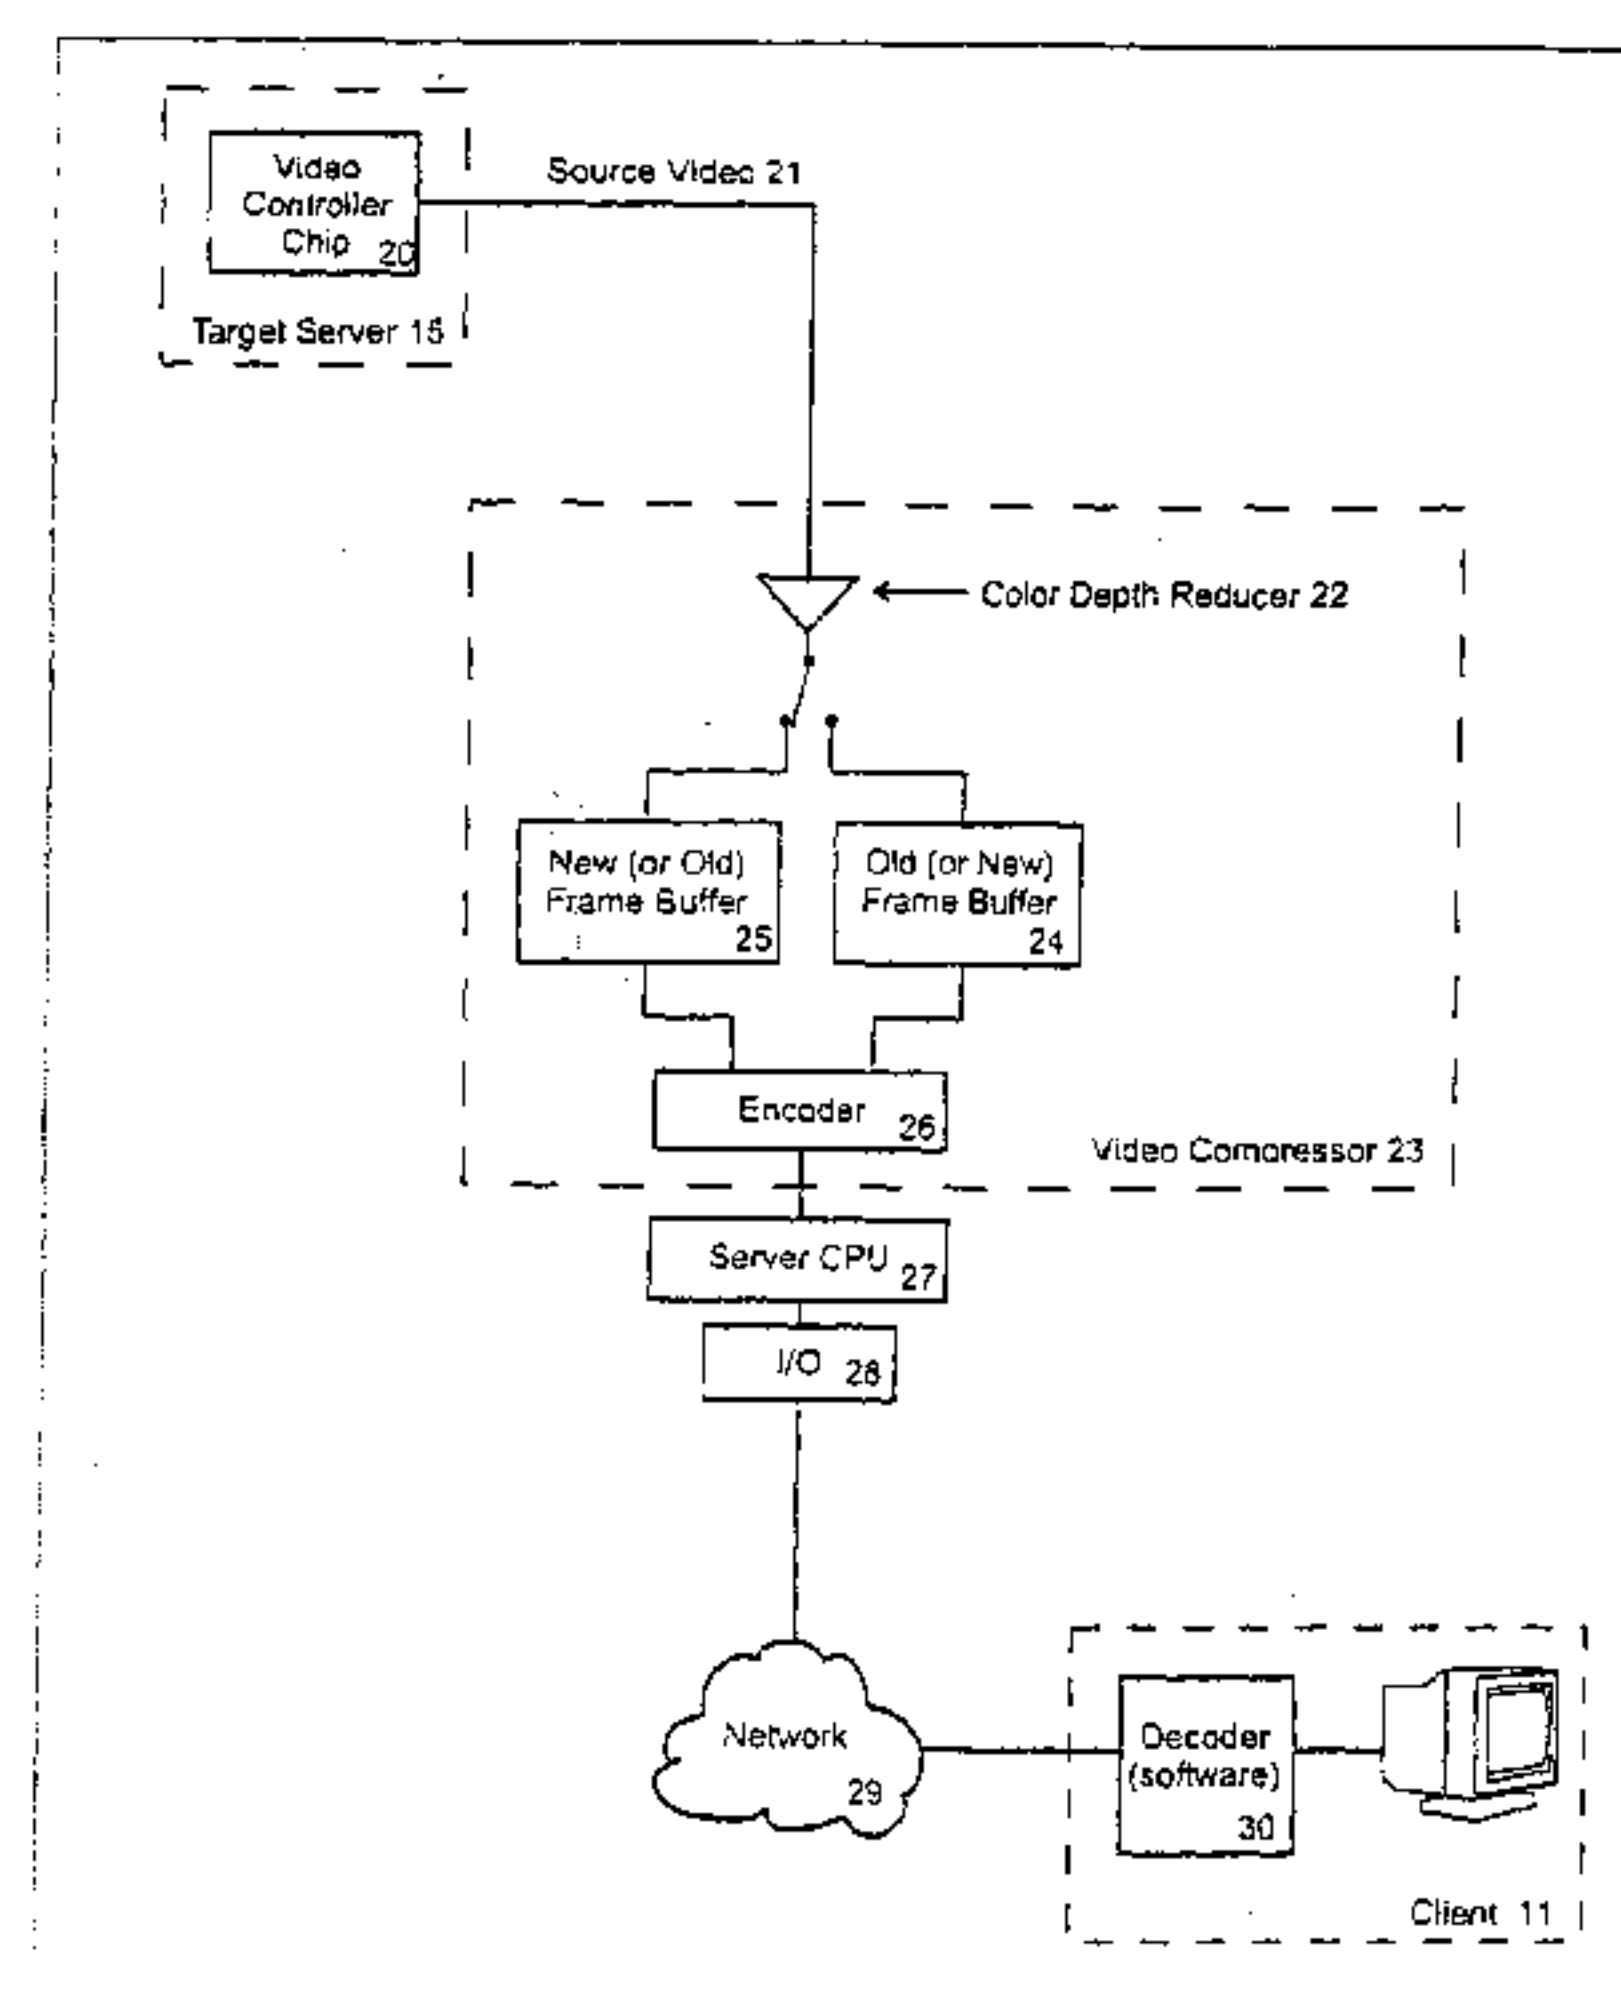 Video
Controller
Chip 20
Source Video 21
Target Server 15
Color Depth Reducer 22
New (or Old)
Frame Buffer
25
Old (or New)
Frame Buffer
24
Encoder 26
Video Compressor 23
Server CPU 27
I/O 28
Network
29
Decoder
(software)
30
Client 11